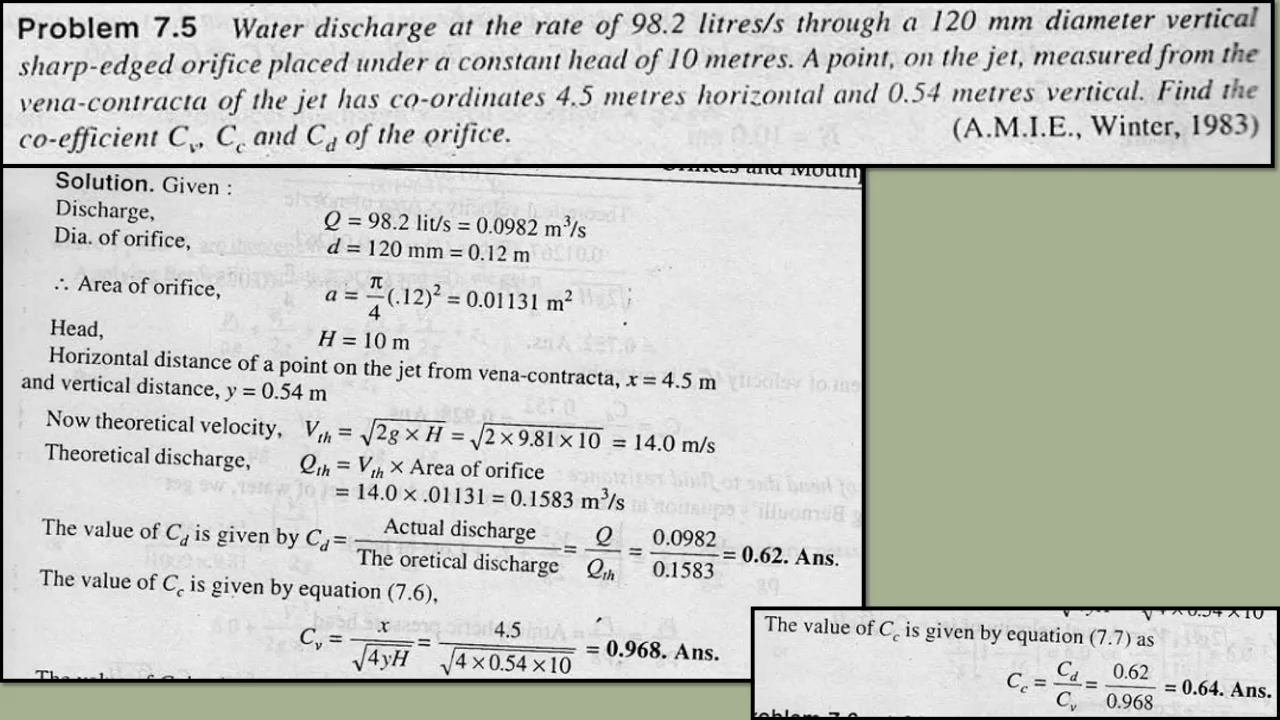 Problem 7.5 Water discharge at the rate of 98.2 litres/s through a 120 mm diameter vertical
sharp-edged orifice placed under a constant head of 10 metres. A point, on the jet, measured from the
vena-contracta of the jet has co-ordinates 4.5 metres horizontal and 0.54 metres vertical. Find the
co-efficient Cv, Cc and Cd of the orifice. (A.M.I.E., Winter, 1983)
Solution. Given :
Discharge, Q = 98.2 lit/s = 0.0982 m³/s
Dia. of orifice, d = 120 mm = 0.12 m
∴ Area of orifice, a = π/4 (.12)² = 0.01131 m²
Head, H = 10 m
Horizontal distance of a point on the jet from vena-contracta, x = 4.5 m
and vertical distance, y = 0.54 m
Now theoretical velocity, Vth = √(2g × H) = √(2 × 9.81 × 10) = 14.0 m/s
Theoretical discharge, Qth = Vth × Area of orifice
= 14.0 × .01131 = 0.1583 m³/s
The value of Cd is given by Cd = Actual discharge / The oretical discharge = Q / Qth = 0.0982 / 0.1583 = 0.62. Ans.
The value of Cc is given by equation (7.6),
Cv = x / √(4yH) = 4.5 / √(4 × 0.54 × 10) = 0.968. Ans.
The value of Cc is given by equation (7.7) as
Cc = Cd / Cv = 0.62 / 0.968 = 0.64. Ans.